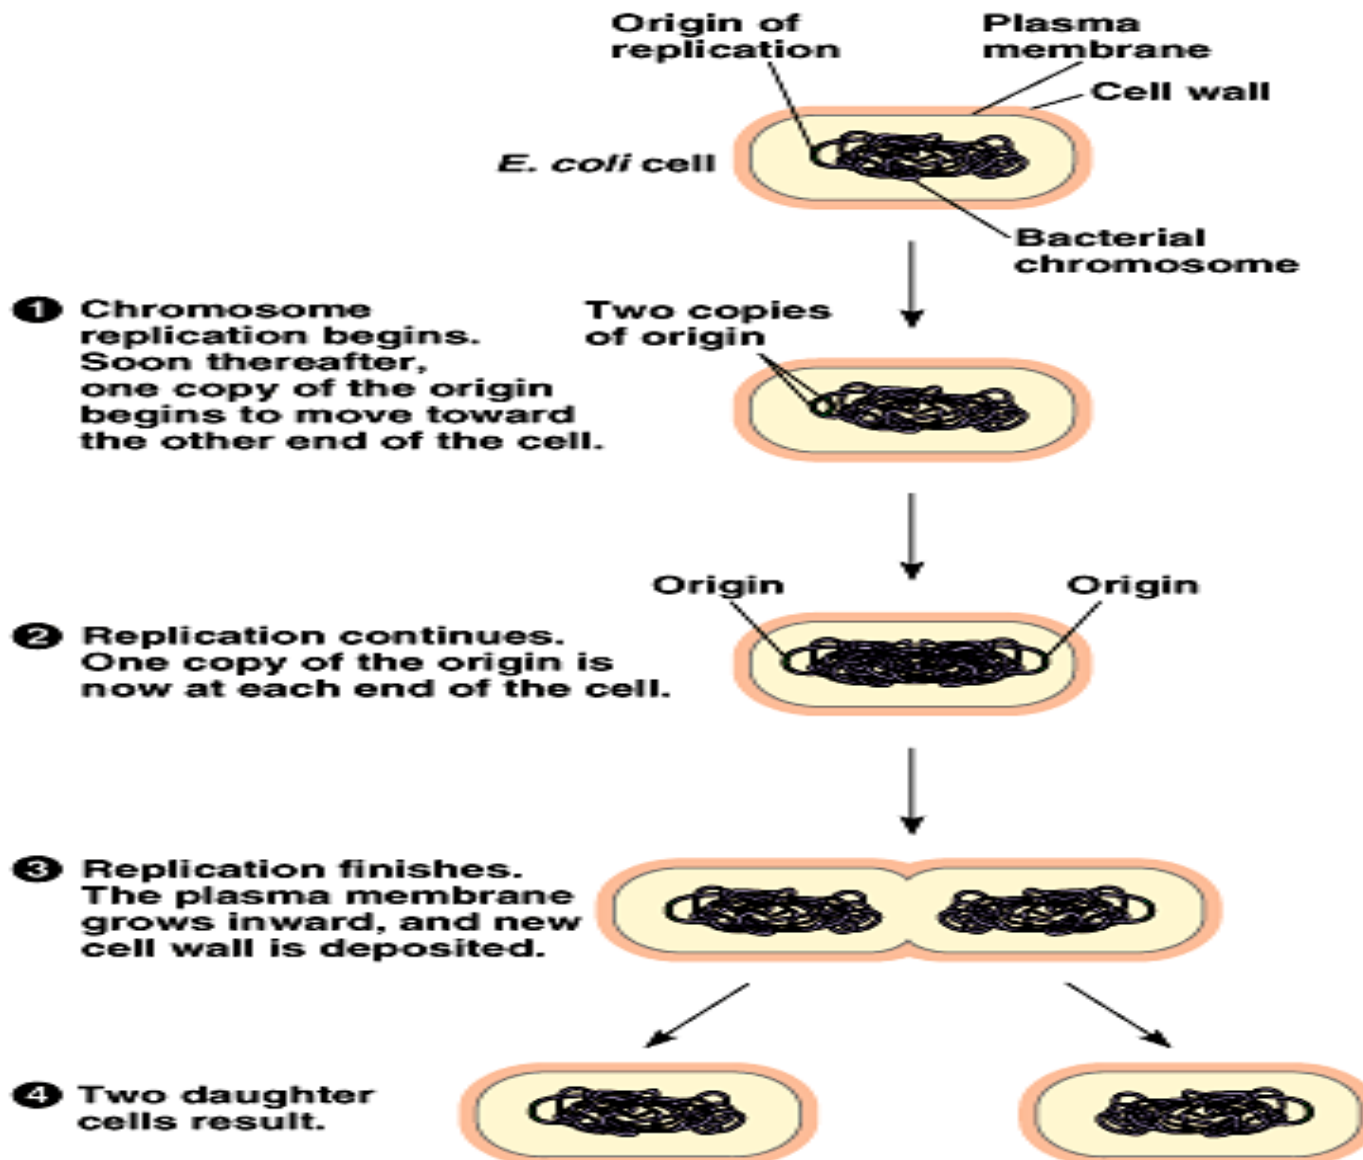 Origin of
replication
Plasma
membrane
Cell wall
E. coli cell
Bacterial
chromosome
1 Chromosome
replication begins.
Soon thereafter,
one copy of the origin
begins to move toward
the other end of the cell.
Two copies
of origin
Origin
Origin
2 Replication continues.
One copy of the origin is
now at each end of the cell.
3 Replication finishes.
The plasma membrane
grows inward, and new
cell wall is deposited.
4 Two daughter
cells result.